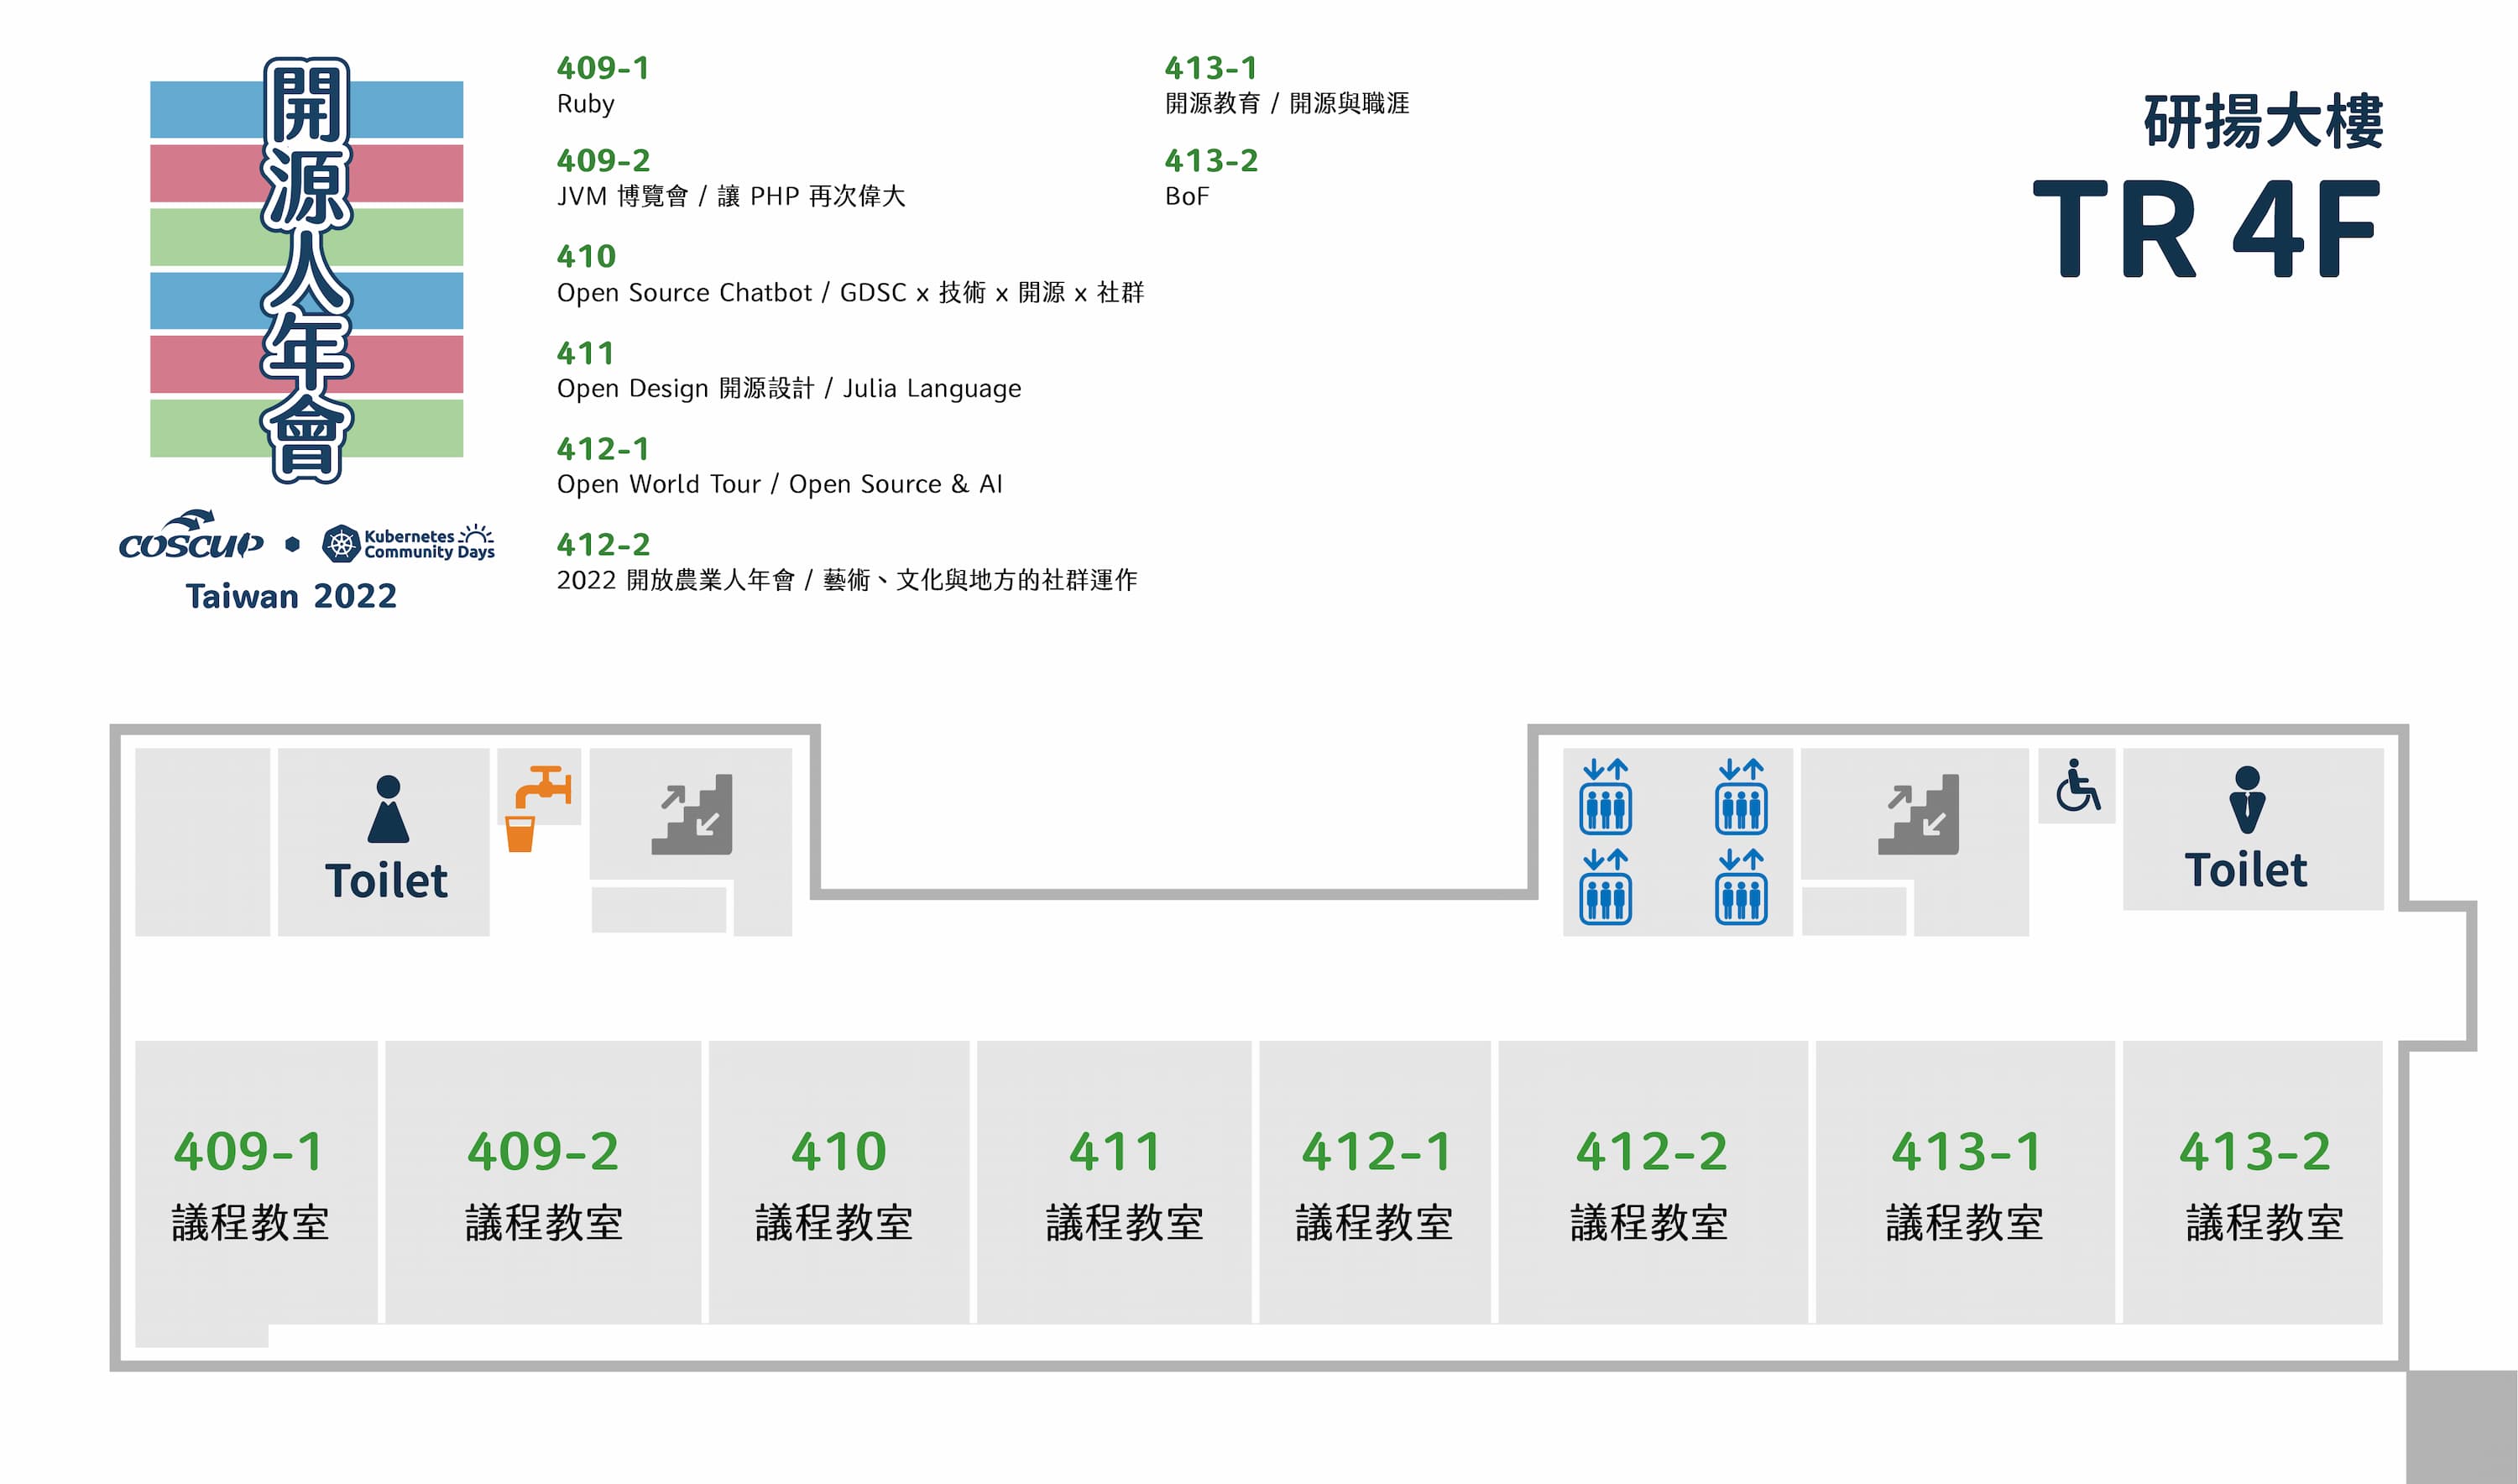 開源人年會
COSCUP
Kubernetes
Community Days
Taiwan 2022
409-1
Ruby
409-2
JVM 博覽會 / 讓 PHP 再次偉大
410
Open Source Chatbot / GDSC x 技術 x 開源 x 社群
411
Open Design 開源設計 / Julia Language
412-1
Open World Tour / Open Source & AI
412-2
2022 開放農業人年會 / 藝術、文化與地方的社群運作
413-1
開源教育 / 開源與職涯
413-2
BoF
研揚大樓
TR 4F
Toilet
Toilet
409-1
議程教室
409-2
議程教室
410
議程教室
411
議程教室
412-1
議程教室
412-2
議程教室
413-1
議程教室
413-2
議程教室